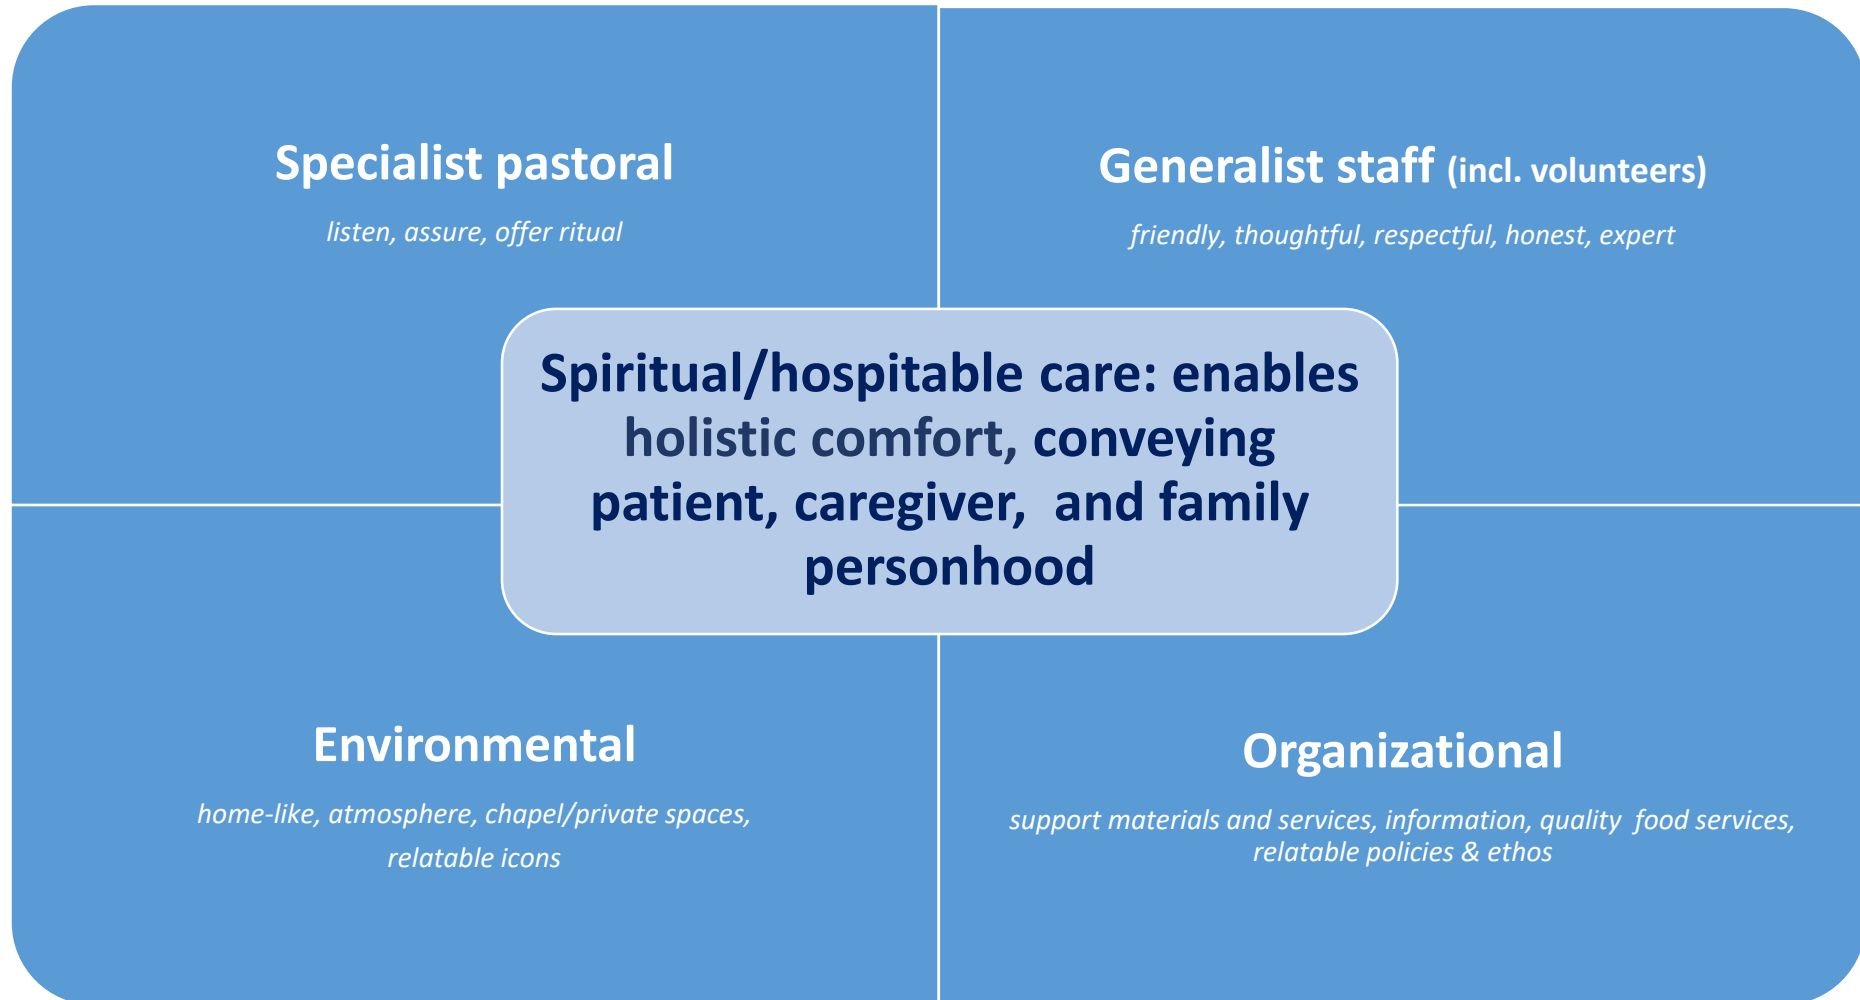 Specialist pastoral
listen, assure, offer ritual
Generalist staff (incl. volunteers)
friendly, thoughtful, respectful, honest, expert
Spiritual/hospitable care: enables
holistic comfort, conveying
patient, caregiver,  and family
personhood
Environmental
home-like, atmosphere, chapel/private spaces,
relatable icons
Organizational
support materials and services, information, quality  food services,
relatable policies & ethos